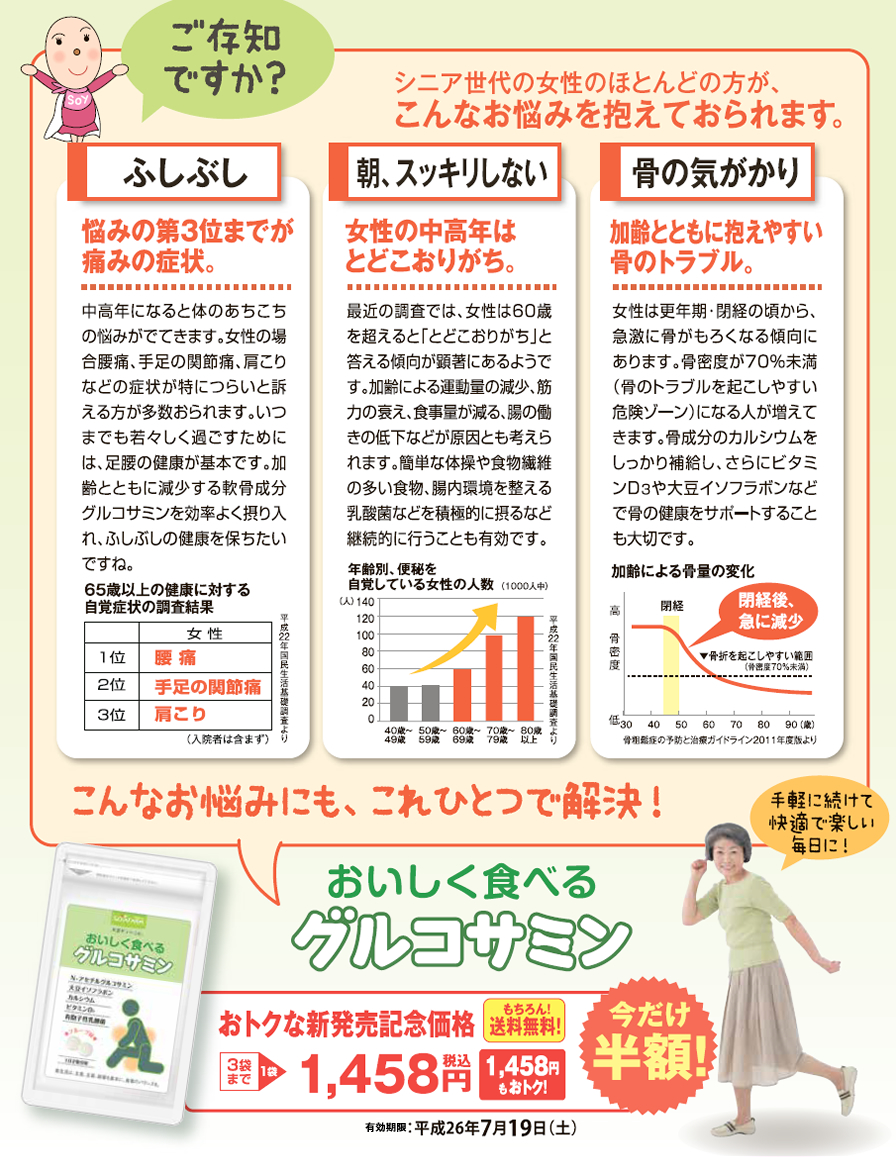 ご存知
ですか?
SOY
シニア世代の女性のほとんどの方が、
こんなお悩みを抱えておられます。
ふしぶし
悩みの第3位までが
痛みの症状。
中高年になると体のあちこち
の悩みがでてきます。女性の場
合腰痛、手足の関節痛、肩こり
などの症状が特につらいと訴
える方が多数おられます。いつ
までも若々しく過ごすために
は、足腰の健康が基本です。加
齢とともに減少する軟骨成分
グルコサミンを効率よく摂り入
れ、ふしぶしの健康を保ちたい
ですね。
65歳以上の健康に対する
自覚症状の調査結果
女 性
1位 腰 痛
2位 手足の関節痛
3位 肩こり
(入院者は含まず)
平成22年国民生活基礎調査より
朝、スッキリしない
女性の中高年は
とどこおりがち。
最近の調査では、女性は60歳
を超えると「とどこおりがち」と
答える傾向が顕著にあるようで
す。加齢による運動量の減少、筋
力の衰え、食事量が減る、腸の働
きの低下などが原因とも考えら
れます。簡単な体操や食物繊維
の多い食物、腸内環境を整える
乳酸菌などを積極的に摂るなど
継続的に行うことも有効です。
年齢別、便秘を
自覚している女性の人数 (1000人中)
(人)
140
120
100
80
60
40
20
0
40歳~ 50歳~ 60歳~ 70歳~ 80歳
49歳 59歳 69歳 79歳 以上
平成22年国民生活基礎調査より
骨の気がかり
加齢とともに抱えやすい
骨のトラブル。
女性は更年期・閉経の頃から、
急激に骨がもろくなる傾向に
あります。骨密度が70%未満
(骨のトラブルを起こしやすい
危険ゾーン)になる人が増えて
きます。骨成分のカルシウムを
しっかり補給し、さらにビタミ
ンD3や大豆イソフラボンなど
で骨の健康をサポートすること
も大切です。
加齢による骨量の変化
高
骨密度
低
閉経
閉経後、
急に減少
▼骨折を起こしやすい範囲
(骨密度70%未満)
30 40 50 60 70 80 90(歳)
骨粗鬆症の予防と治療ガイドライン2011年度版より
こんなお悩みにも、これひとつで解決!
手軽に続けて
快適で楽しい
毎日に!
おいしく食べる
グルコサミン
おいしく食べる
グルコサミン
N-アセチルグルコサミン
大豆イソフラボン
カルシウム
ビタミンD3
有胞子性乳酸菌
おトクな新発売記念価格
もちろん!
送料無料!
3袋
まで
1袋
1,458円
税込
1,458円
もおトク!
今だけ
半額!
有効期限:平成26年7月19日(土)